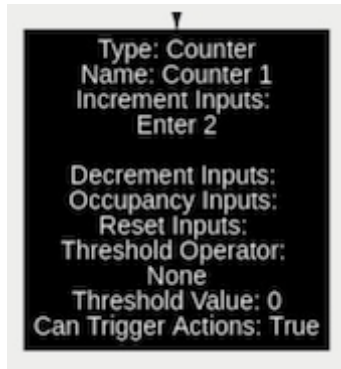 Type: Counter
Name: Counter 1
Increment Inputs:
Enter 2
Decrement Inputs:
Occupancy Inputs:
Reset Inputs:
Threshold Operator:
None
Threshold Value: 0
Can Trigger Actions: True